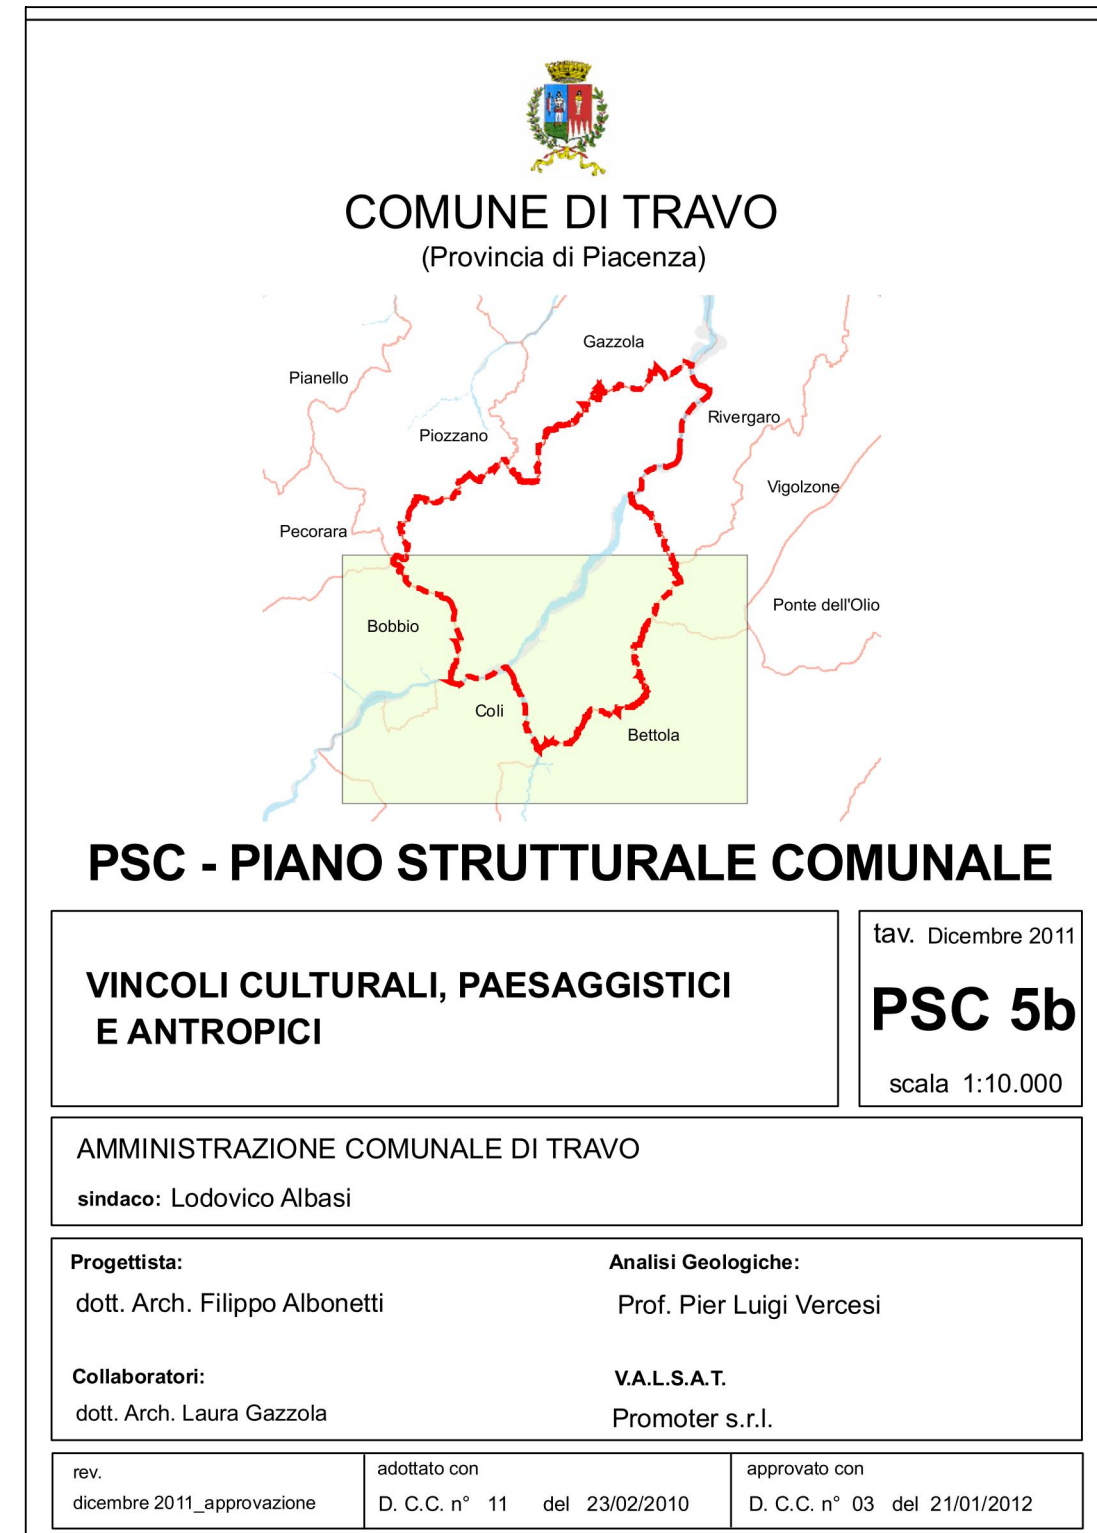 COMUNE DI TRAVO
(Provincia di Piacenza)
Gazzola
Pianello
Rivergaro
Piozzano
Vigolzone
Pecorara
Ponte dell'Olio
Bobbio
Coli
Bettola
PSC - PIANO STRUTTURALE COMUNALE
VINCOLI CULTURALI, PAESAGGISTICI
E ANTROPICI
tav. Dicembre 2011
PSC 5b
scala 1:10.000
AMMINISTRAZIONE COMUNALE DI TRAVO
sindaco: Lodovico Albasi
Progettista:
dott. Arch. Filippo Albonetti
Analisi Geologiche:
Prof. Pier Luigi Vercesi
Collaboratori:
dott. Arch. Laura Gazzola
V.A.L.S.A.T.
Promoter s.r.l.
rev.
dicembre 2011_approvazione
adottato con
D. C.C. n° 11 del 23/02/2010
approvato con
D. C.C. n° 03 del 21/01/2012